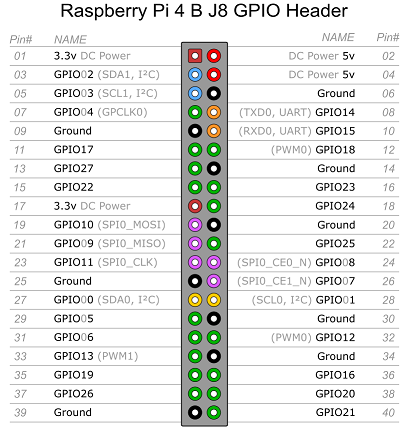 Raspberry Pi 4 B J8 GPIO Header
Pin# NAME NAME Pin#
01 3.3v DC Power DC Power 5v 02
03 GPIO02 (SDA1, I²C) DC Power 5v 04
05 GPIO03 (SCL1, I²C) Ground 06
07 GPIO04 (GPCLK0) (TXD0, UART) GPIO14 08
09 Ground (RXD0, UART) GPIO15 10
11 GPIO17 (PWM0) GPIO18 12
13 GPIO27 Ground 14
15 GPIO22 GPIO23 16
17 3.3v DC Power GPIO24 18
19 GPIO10 (SPI0_MOSI) Ground 20
21 GPIO09 (SPI0_MISO) GPIO25 22
23 GPIO11 (SPI0_CLK) (SPI0_CE0_N) GPIO08 24
25 Ground (SPI0_CE1_N) GPIO07 26
27 GPIO00 (SDA0, I²C) (SCL0, I²C) GPIO01 28
29 GPIO05 Ground 30
31 GPIO06 (PWM0) GPIO12 32
33 GPIO13 (PWM1) Ground 34
35 GPIO19 GPIO16 36
37 GPIO26 GPIO20 38
39 Ground GPIO21 40